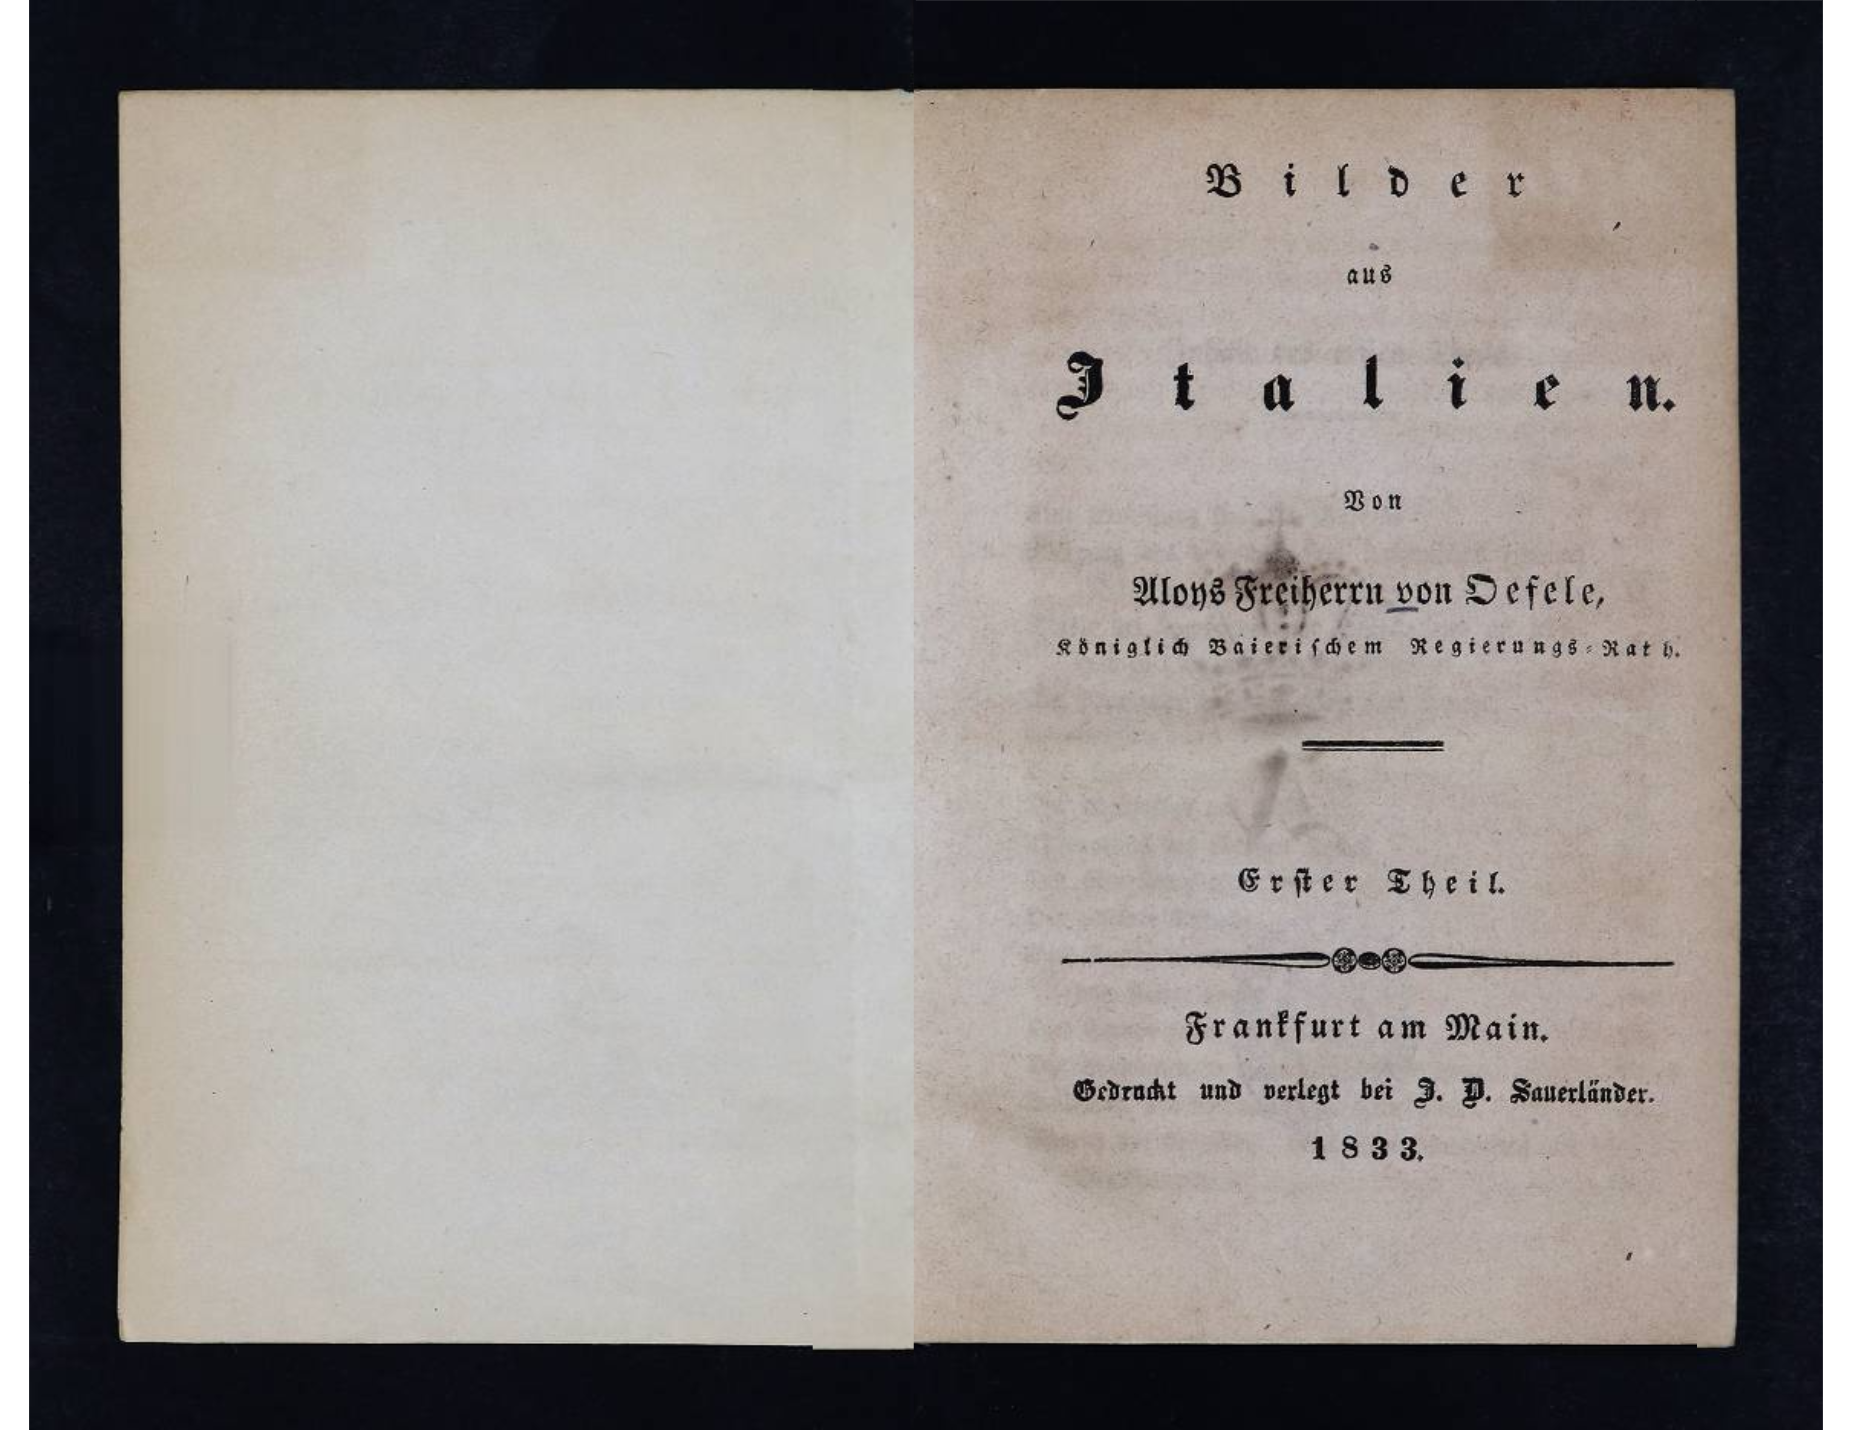 Bilder
aus
Italien.
Von
Aloys Freiherrn von Oefele,
Königlich Baierischem Regierungs-Rath.
Erster Theil.
Frankfurt am Main.
Gedruckt und verlegt bei J. D. Sauerländer.
1833.